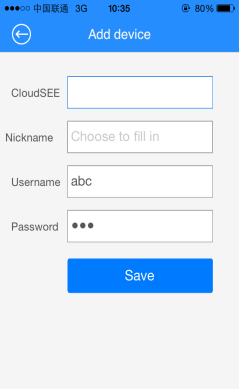 中国联通 3G 10:35 80%
Add device
CloudSEE
Nickname Choose to fill in
Username abc
Password •••
Save